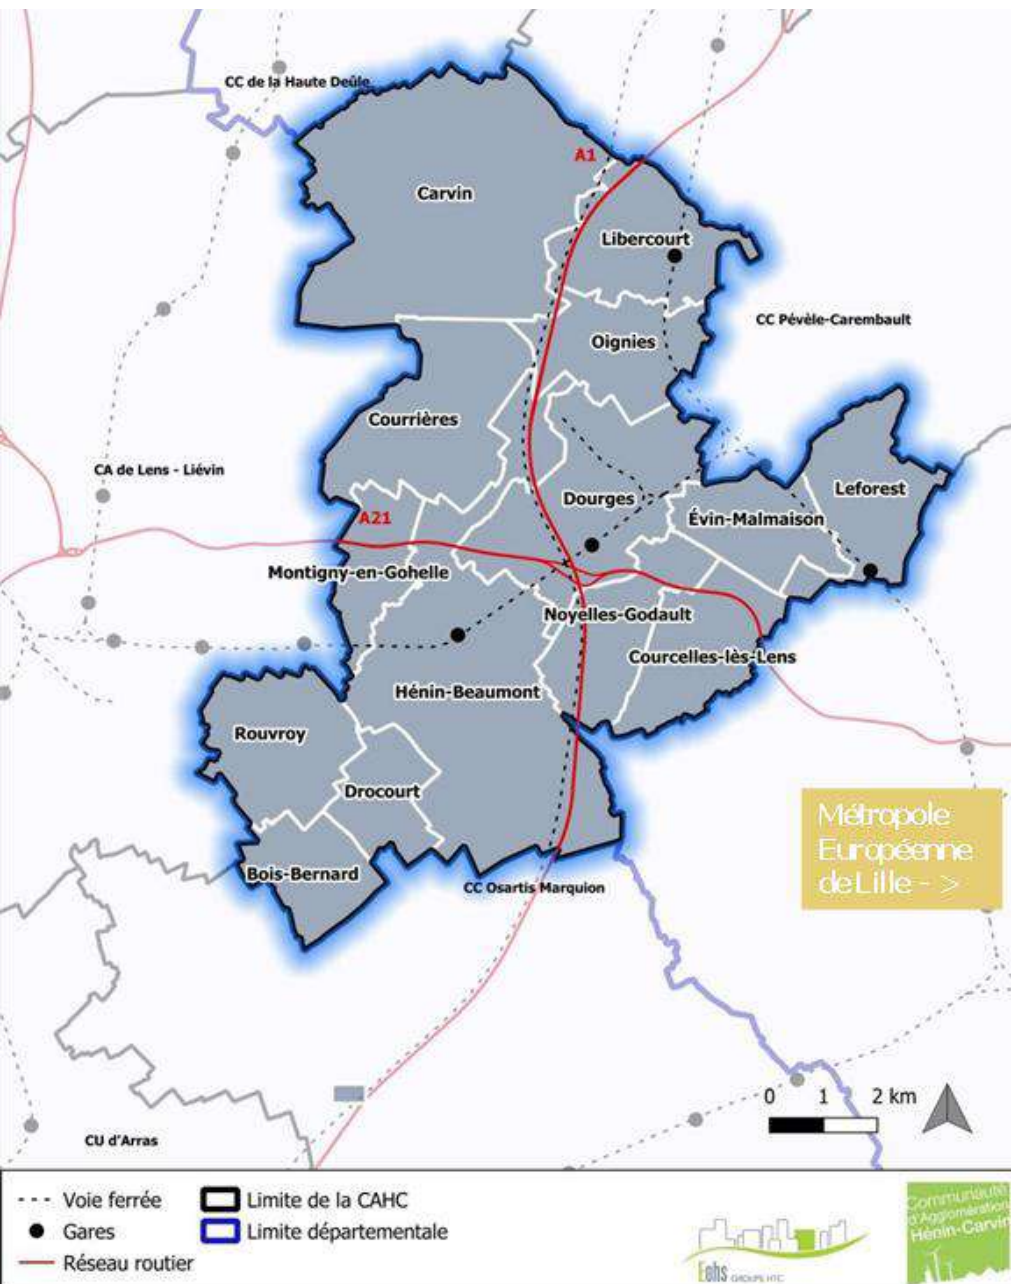 CC de la Haute Deûle
A1
Carvin
Libercourt
CC Pévèle-Carembault
Oignies
Courrières
CA de Lens - Liévin
Leforest
Dourges
A21
Évin-Malmaison
Montigny-en-Gohelle
Noyelles-Godault
Courcelles-lès-Lens
Hénin-Beaumont
Rouvroy
Drocourt
Métropole
Européenne
de Lille - >
Bois-Bernard
CC Osartis Marquion
0 1 2 km
CU d'Arras
Voie ferrée
Limite de la CAHC
Gares
Limite départementale
Réseau routier
Eohs GROUPE HTC
Communauté
d'Agglomération
Hénin-Carvin